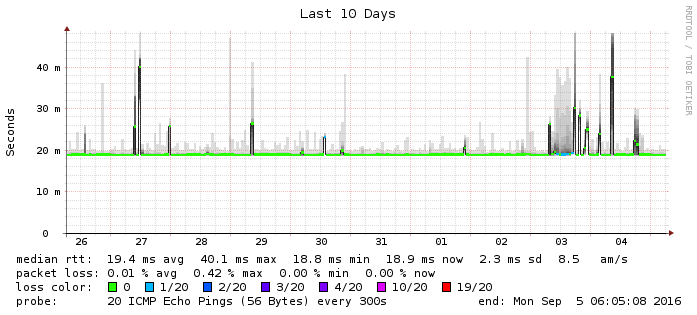 Last 10 Days
RRDTOOL / TOBI OETIKER
Seconds
40 m
30 m
20 m
10 m
0
26 27 28 29 30 31 01 02 03 04
median rtt: 19.4 ms avg 40.1 ms max 18.8 ms min 18.9 ms now 2.3 ms sd 8.5 am/s
packet loss: 0.01 % avg 0.42 % max 0.00 % min 0.00 % now
loss color: 0 1/20 2/20 3/20 4/20 10/20 19/20
probe: 20 ICMP Echo Pings (56 Bytes) every 300s end: Mon Sep 5 06:05:08 2016